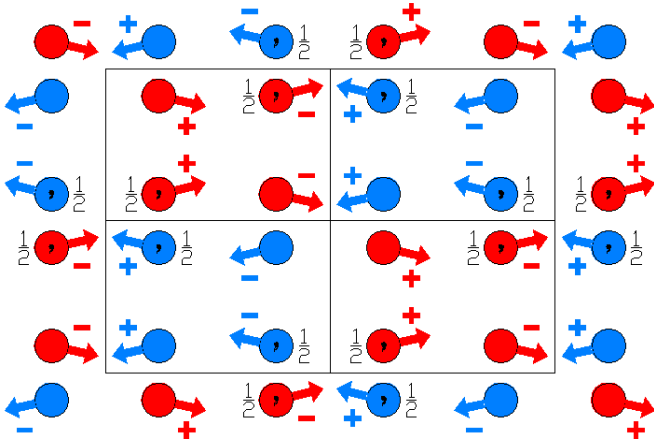 − + − , 1/2 1/2 , + − +
− + 1/2 , − + , 1/2 − +
− , 1/2 1/2 , + − + − , 1/2 1/2 , +
1/2 , − + , 1/2 − + 1/2 , − + , 1/2
− + − , 1/2 1/2 , + − +
− + 1/2 , − + , 1/2 − +